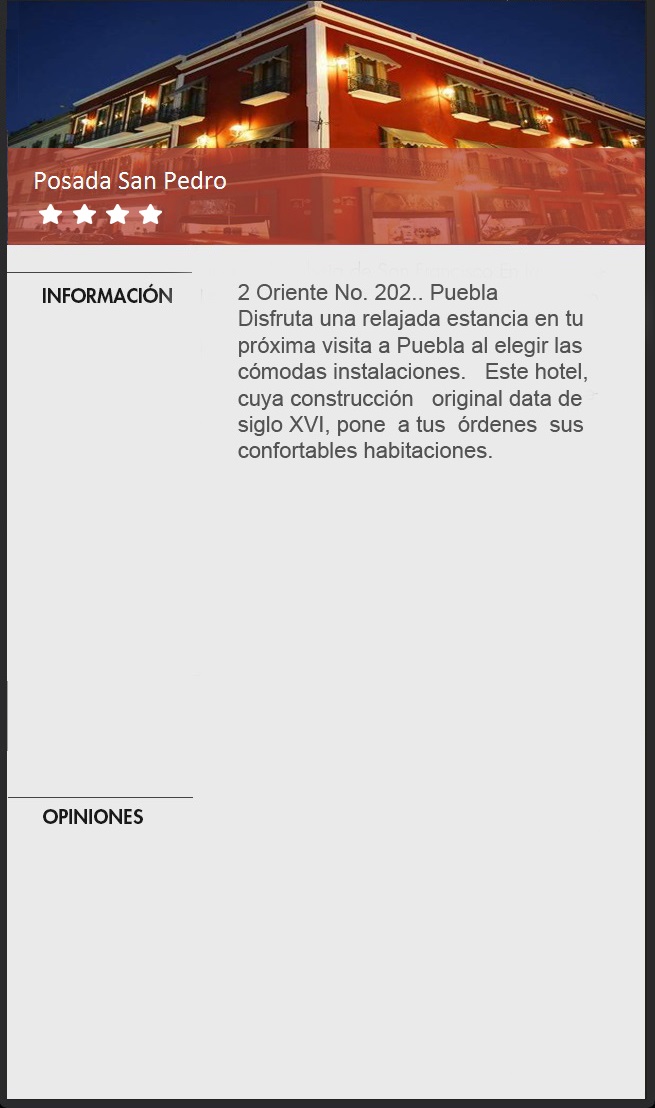 Posada San Pedro
INFORMACIÓN
2 Oriente No. 202.. Puebla
Disfruta una relajada estancia en tu
próxima visita a Puebla al elegir las
cómodas instalaciones.   Este hotel,
cuya construcción   original data de
siglo XVI, pone  a tus  órdenes  sus
confortables habitaciones.
OPINIONES